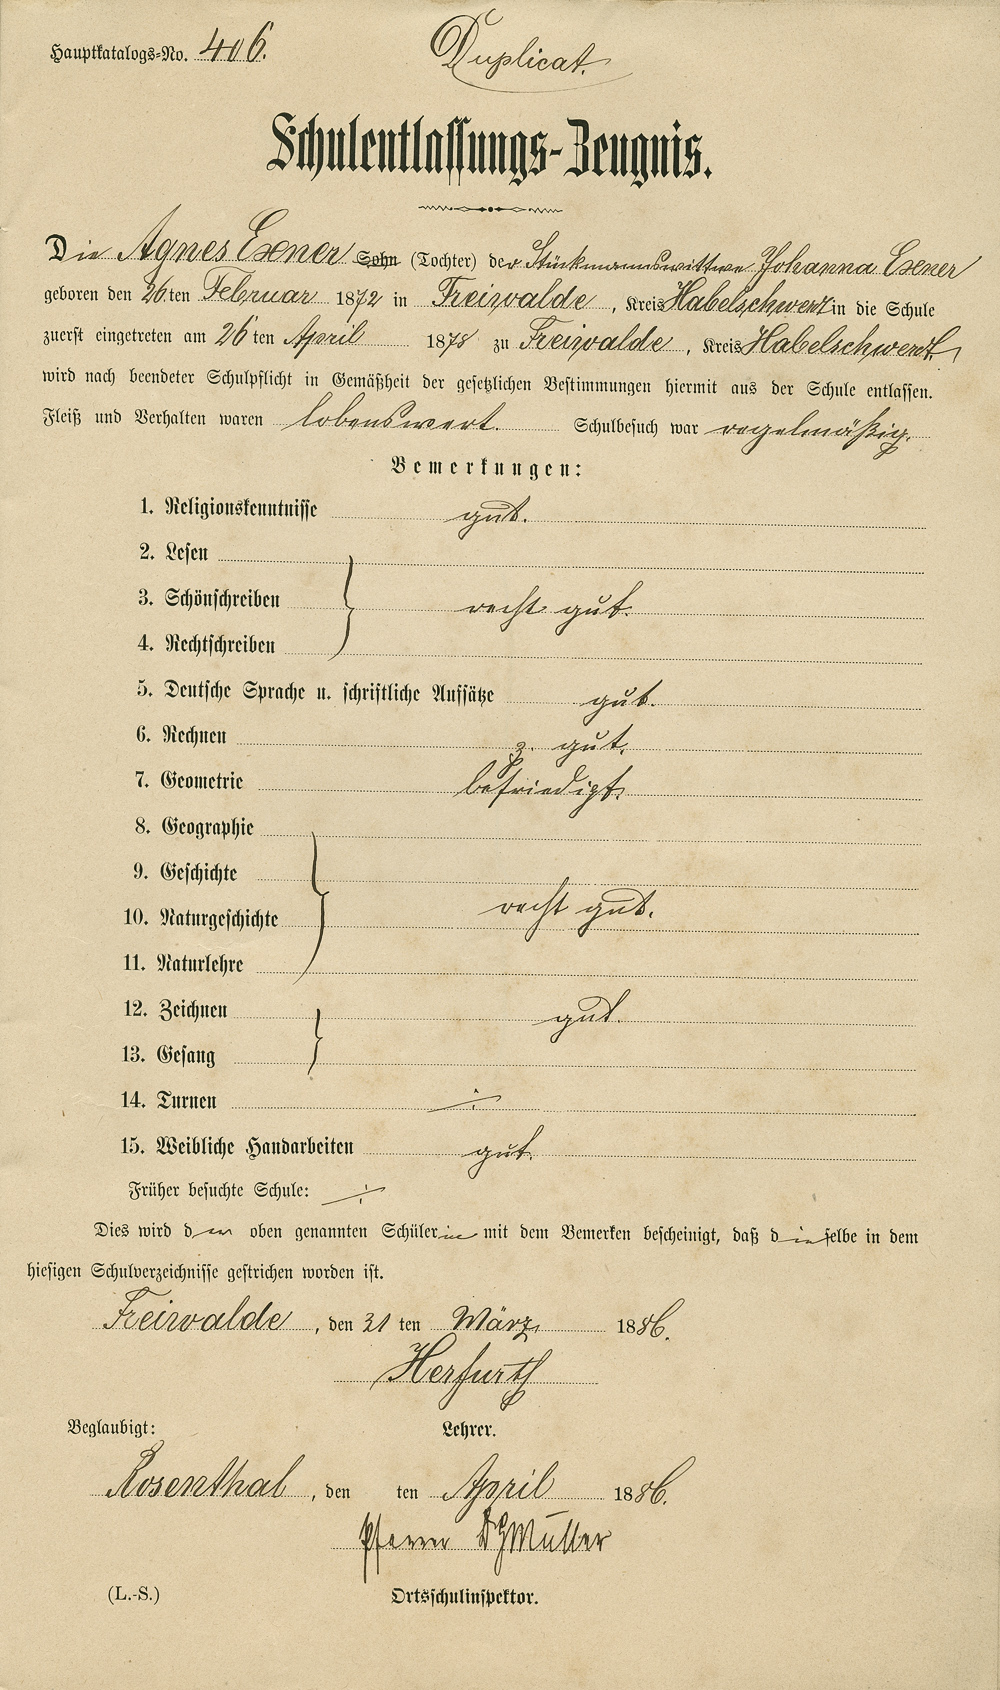 Hauptkatalogs-No. 406. Duplicat.
Schulentlassungs-Zeugnis.
Die Agnes Exner Sohn (Tochter) der Stückmannswittwe Johanna Exner
geboren den 26ten Februar 1872 in Freiwalde, Kreis Habelschwerdt in die Schule
zuerst eingetreten am 26ten April 1878 zu Freiwalde, Kreis Habelschwerdt,
wird nach beendeter Schulpflicht in Gemäßheit der gesetzlichen Bestimmungen hiermit aus der Schule entlassen.
Fleiß und Verhalten waren lobenswert. Schulbesuch war regelmäßig.
Bemerkungen:
1. Religionskenntnisse gut.
2. Lesen
3. Schönschreiben recht gut.
4. Rechtschreiben
5. Deutsche Sprache u. schriftliche Aufsätze gut.
6. Rechnen z. gut.
7. Geometrie befriedigt.
8. Geographie
9. Geschichte
10. Naturgeschichte recht gut.
11. Naturlehre
12. Zeichnen gut.
13. Gesang
14. Turnen ÷
15. Weibliche Handarbeiten gut.
Früher besuchte Schule: ÷
Dies wird der oben genannten Schülerin mit dem Bemerken bescheinigt, daß dieselbe in dem
hiesigen Schulverzeichnisse gestrichen worden ist.
Freiwalde, den 31 ten März 1886.
Herfurth
Beglaubigt: Lehrer.
Rosenthal, den ten April 1886.
Pfarrer Müller
(L.-S.) Ortsschulinspektor.